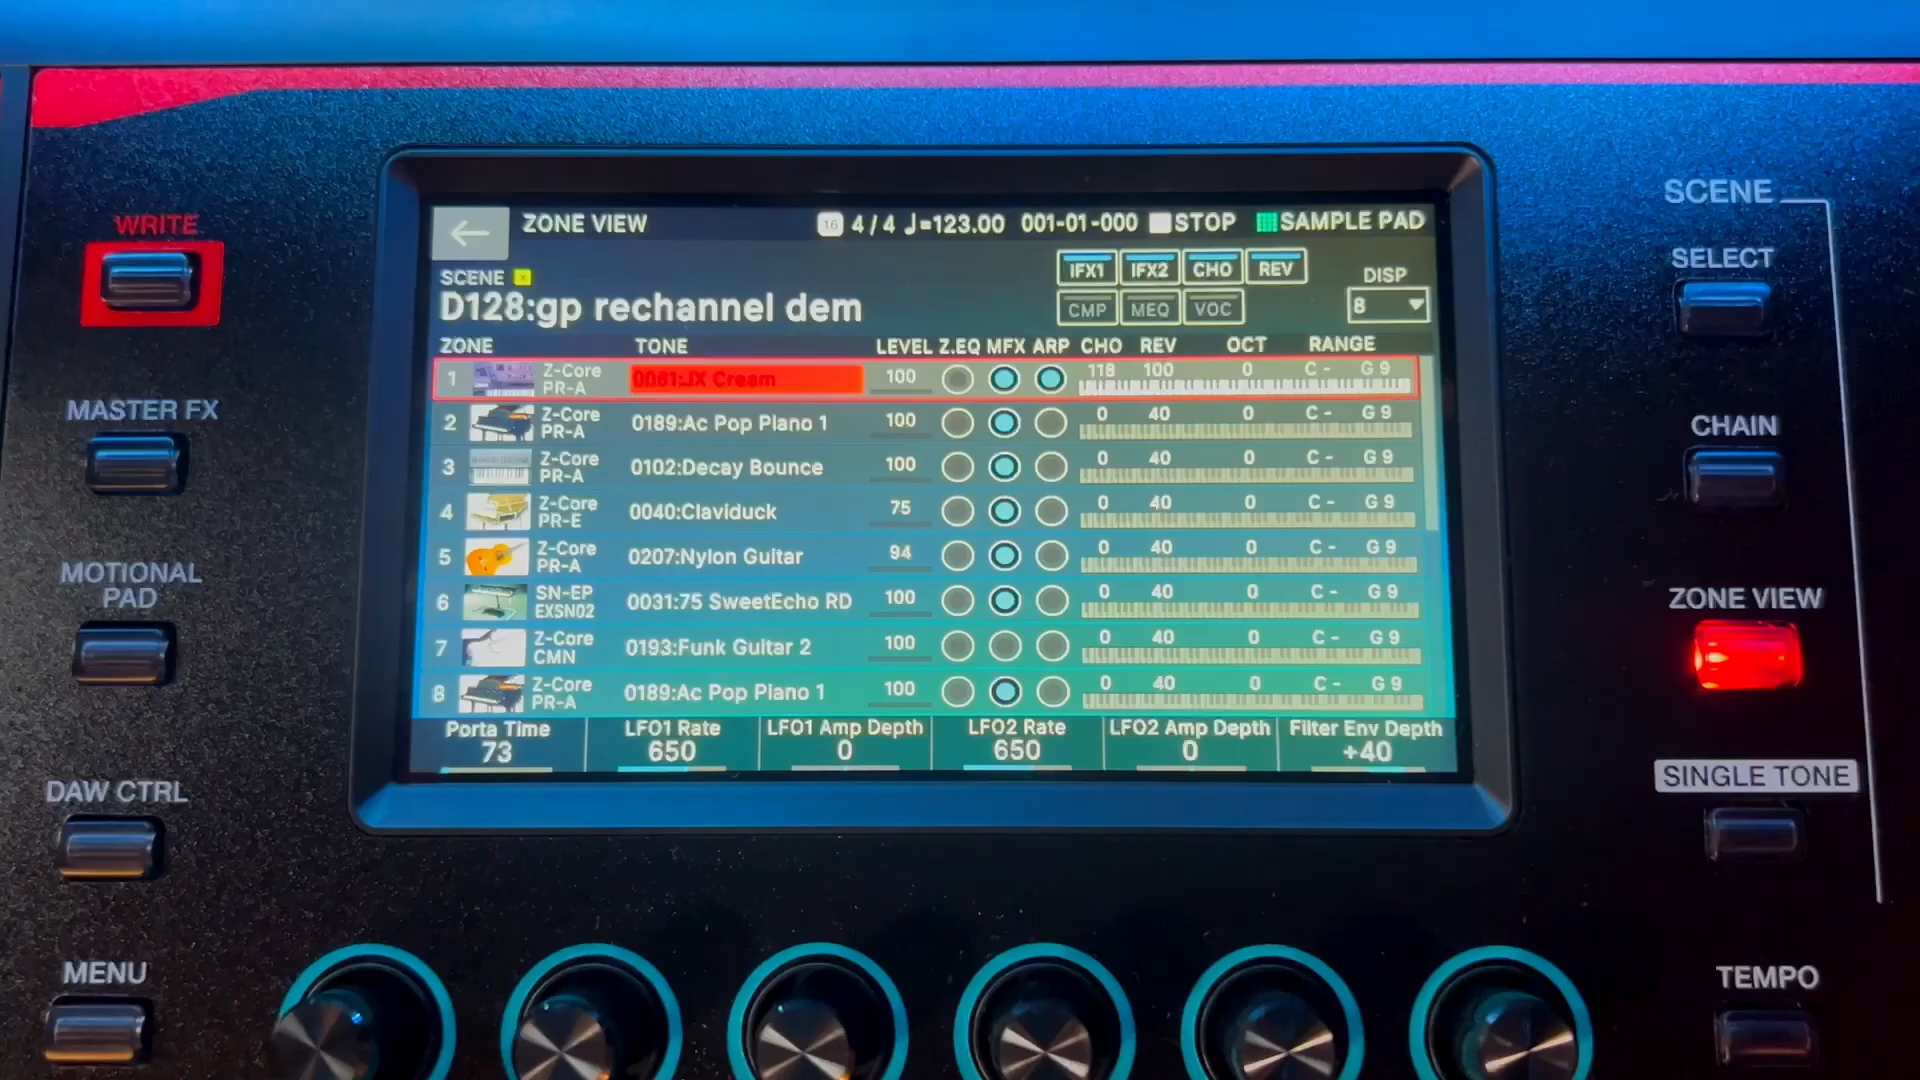 WRITE
MASTER FX
MOTIONAL
PAD
DAW CTRL
MENU
ZONE VIEW
16 4/4 ♩=123.00 001-01-000 STOP SAMPLE PAD
SCENE
D128:gp rechannel dem
IFX1 IFX2 CHO REV
CMP MEQ VOC
DISP
8
ZONE TONE LEVEL Z.EQ MFX ARP CHO REV OCT RANGE
1 Z-Core PR-A 0081:JX Cream 100 118 100 0 C - G 9
2 Z-Core PR-A 0189:Ac Pop Piano 1 100 0 40 0 C - G 9
3 Z-Core PR-A 0102:Decay Bounce 100 0 40 0 C - G 9
4 Z-Core PR-E 0040:Claviduck 75 0 40 0 C - G 9
5 Z-Core PR-A 0207:Nylon Guitar 94 0 40 0 C - G 9
6 SN-EP EXSN02 0031:75 SweetEcho RD 100 0 40 0 C - G 9
7 Z-Core CMN 0193:Funk Guitar 2 100 0 40 0 C - G 9
8 Z-Core PR-A 0189:Ac Pop Piano 1 100 0 40 0 C - G 9
Porta Time LFO1 Rate LFO1 Amp Depth LFO2 Rate LFO2 Amp Depth Filter Env Depth
73 650 0 650 0 +40
SCENE
SELECT
CHAIN
ZONE VIEW
SINGLE TONE
TEMPO